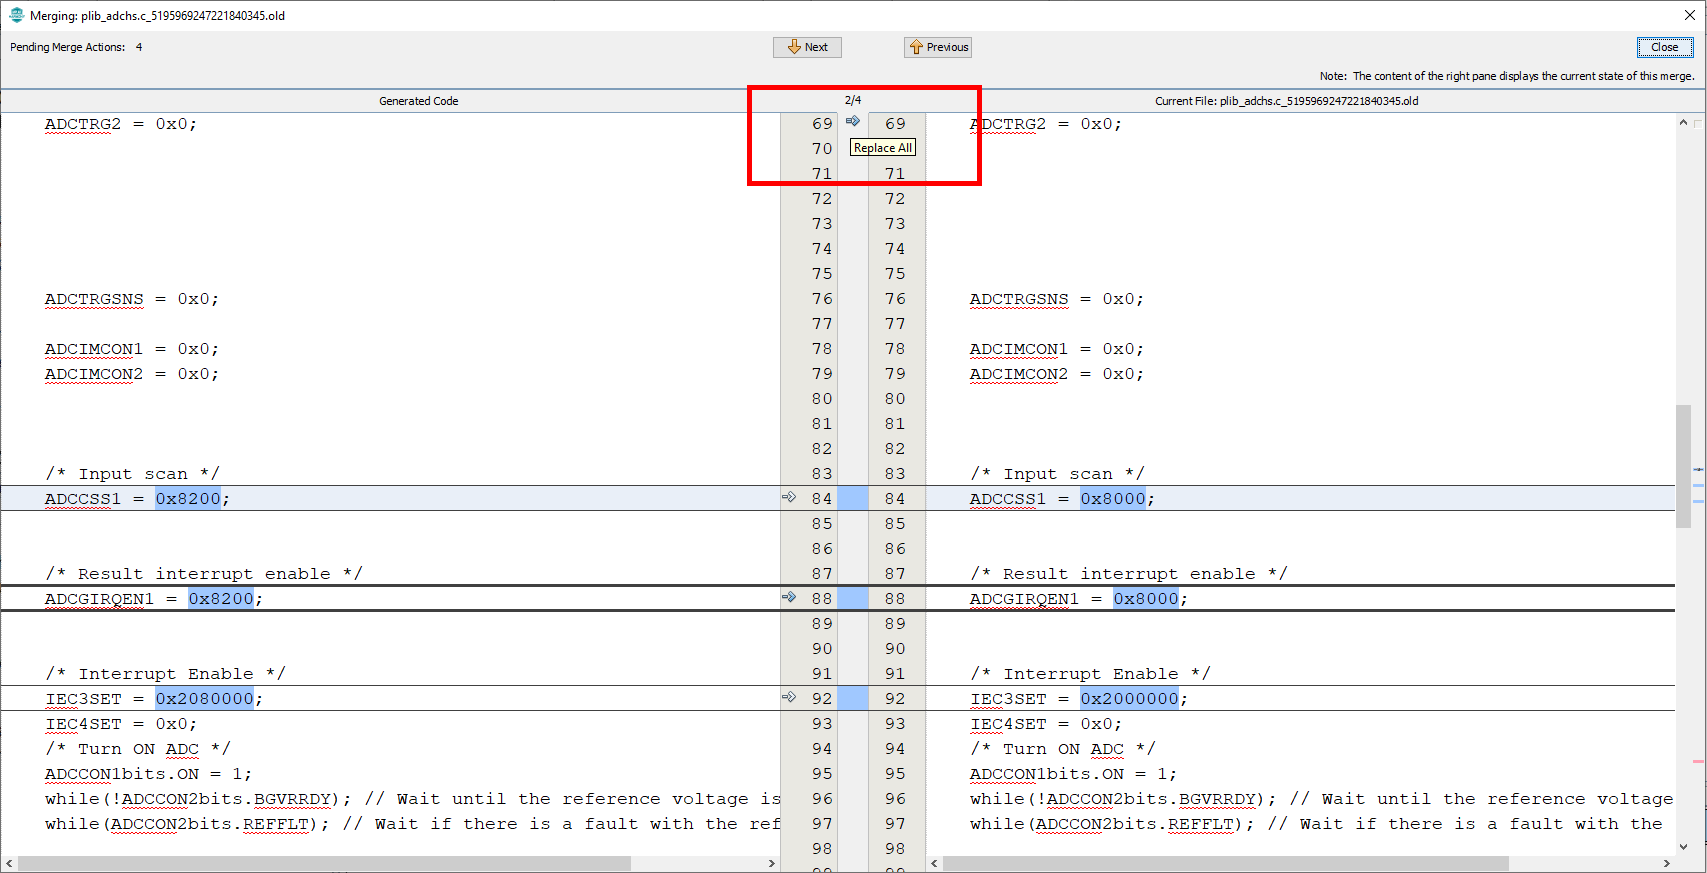 Merging: plib_adchs.c_5195969247221840345.old
Pending Merge Actions: 4
Next
Previous
Close
Note: The content of the right pane displays the current state of this merge.
Generated Code
2/4
Current File: plib_adchs.c_5195969247221840345.old
ADCTRG2 = 0x0; 69 69 ADCTRG2 = 0x0;
70 Replace All
71 71
72 72
73 73
74 74
75 75
ADCTRGSNS = 0x0; 76 76 ADCTRGSNS = 0x0;
77 77
ADCIMCON1 = 0x0; 78 78 ADCIMCON1 = 0x0;
ADCIMCON2 = 0x0; 79 79 ADCIMCON2 = 0x0;
80 80
81 81
82 82
/* Input scan */ 83 83 /* Input scan */
ADCCSS1 = 0x8200; 84 84 ADCCSS1 = 0x8000;
85 85
86 86
/* Result interrupt enable */ 87 87 /* Result interrupt enable */
ADCGIRQEN1 = 0x8200; 88 88 ADCGIRQEN1 = 0x8000;
89 89
90 90
/* Interrupt Enable */ 91 91 /* Interrupt Enable */
IEC3SET = 0x2080000; 92 92 IEC3SET = 0x2000000;
IEC4SET = 0x0; 93 93 IEC4SET = 0x0;
/* Turn ON ADC */ 94 94 /* Turn ON ADC */
ADCCON1bits.ON = 1; 95 95 ADCCON1bits.ON = 1;
while(!ADCCON2bits.BGVRRDY); // Wait until the reference voltage is 96 96 while(!ADCCON2bits.BGVRRDY); // Wait until the reference voltage
while(ADCCON2bits.REFFLT); // Wait if there is a fault with the ref 97 97 while(ADCCON2bits.REFFLT); // Wait if there is a fault with the
98 98